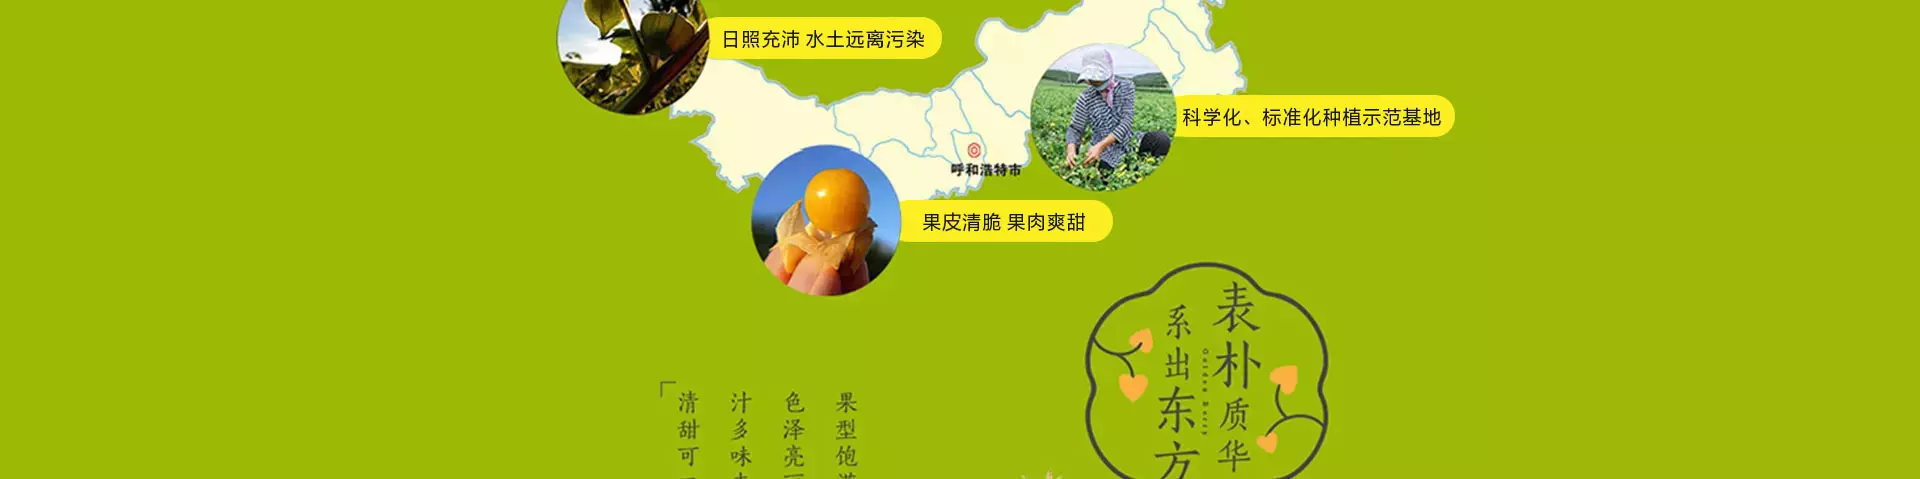 日照充沛 水土远离污染
科学化、标准化种植示范基地
呼和浩特市
果皮清脆 果肉爽甜
表朴质华
系出东方
Golden Berry
果型饱
色泽亮
汁多味
「清甜可